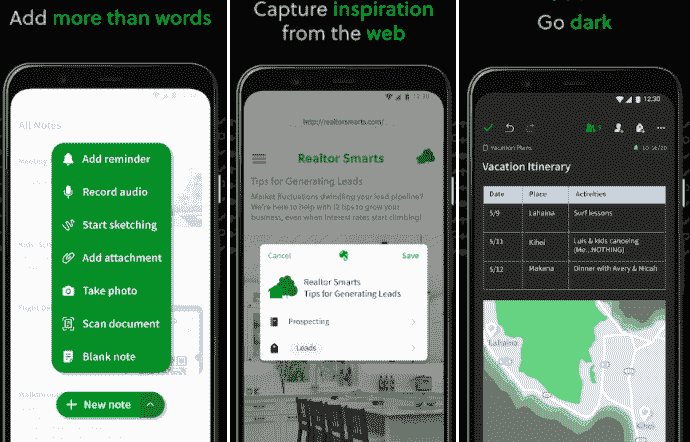 Add more than words
All Notes
Add reminder
Record audio
Start sketching
Add attachment
Take photo
Scan document
Blank note
New note
Capture inspiration
from the web
12:30
http://realtorsmarts.com/
Realtor Smarts
Tips for Generating Leads
Market fluctuations dwindling your lead pipeline?
We're here to help with 12 tips to grow your
business, even when interest rates start climbing!
Cancel
Save
Realtor Smarts
Tips for Generating Leads
Prospecting
Leads
Go dark
12:30
Vacation Plans
Vacation Itinerary
Date Place Activities
5/9 Lahaina Surf lessons
5/11 Kihei Luis & kids canoeing
(Me...NOTHING)
5/12 Makena Dinner with Avery & Micah
Lahaina
Kihei